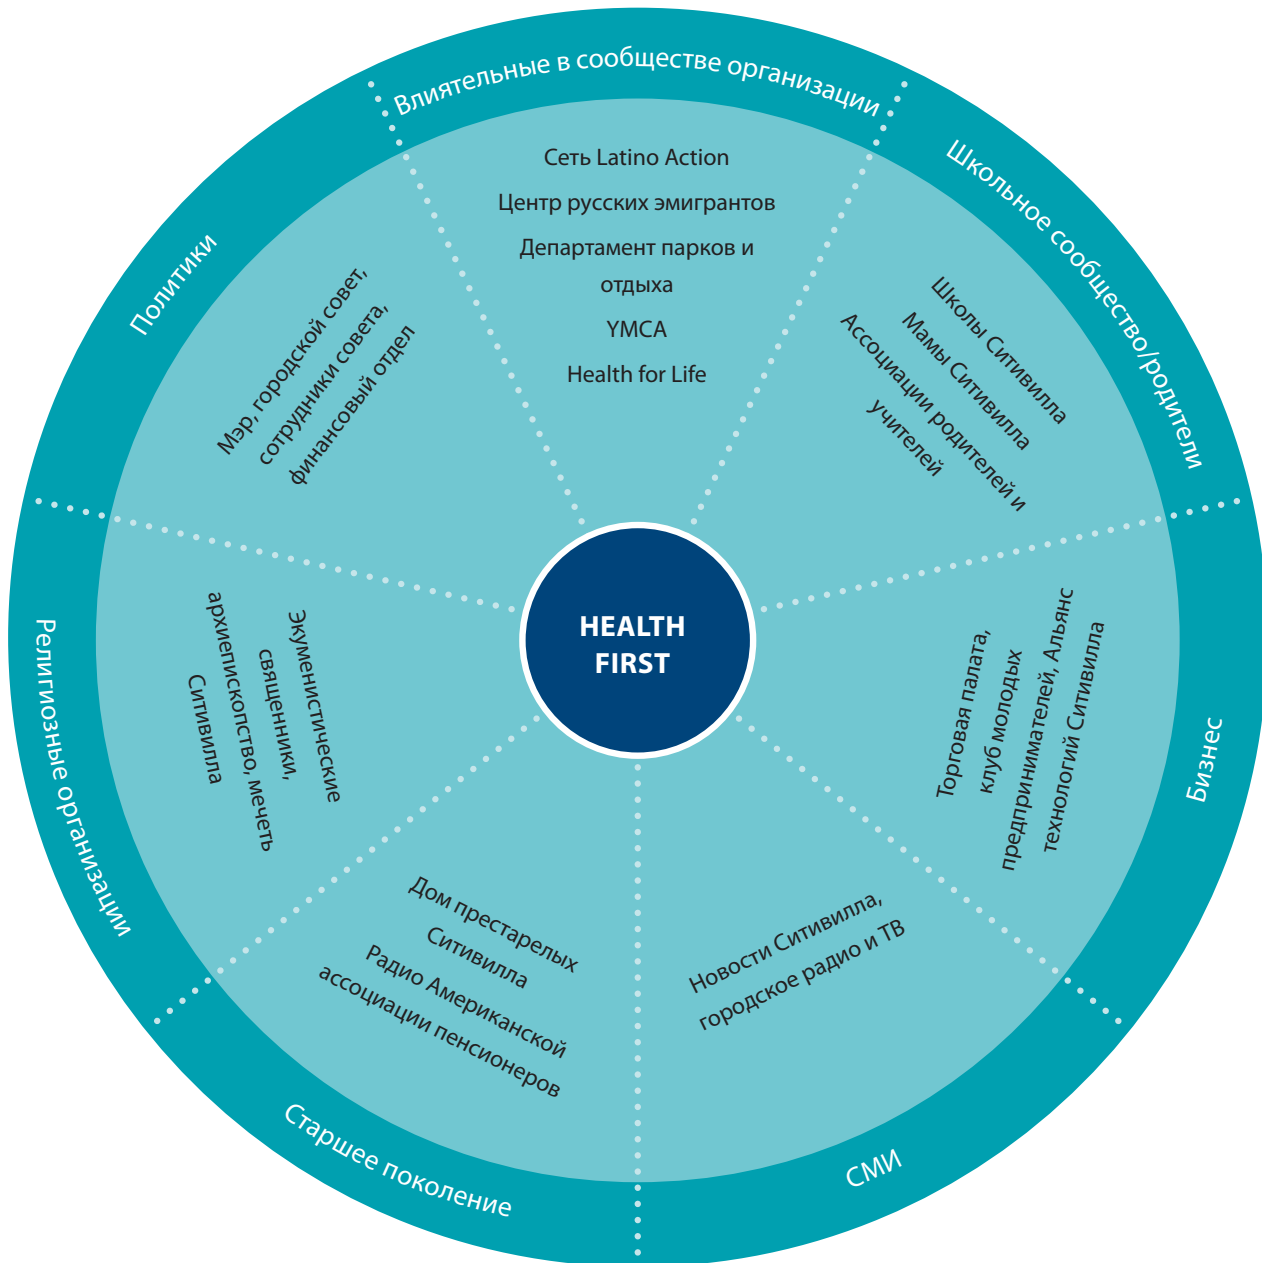 Влиятельные в сообществе организации
Сеть Latino Action
Центр русских эмигрантов
Департамент парков и
отдыха
YMCA
Health for Life
Школьное сообщество/родители
Школы Ситивилла
Мамы Ситивилла
Ассоциации родителей и
учителей
Бизнес
Торговая палата,
клуб молодых
предпринимателей, Альянс
технологий Ситивилла
СМИ
Новости Ситивилла,
городское радио и ТВ
Старшее поколение
Дом престарелых
Ситивилла
Радио Американской
ассоциации пенсионеров
Религиозные организации
Экуменистические
священники,
архиепископство, мечеть
Ситивилла
Политики
Мэр, городской совет,
сотрудники совета,
финансовый отдел
HEALTH
FIRST